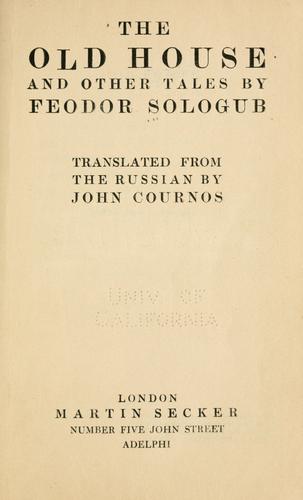 THE
OLD HOUSE
AND OTHER TALES BY
FEODOR SOLOGUB
TRANSLATED FROM
THE RUSSIAN BY
JOHN COURNOS
UNIV. OF
CALIFORNIA
LONDON
MARTIN SECKER
NUMBER FIVE JOHN STREET
ADELPHI